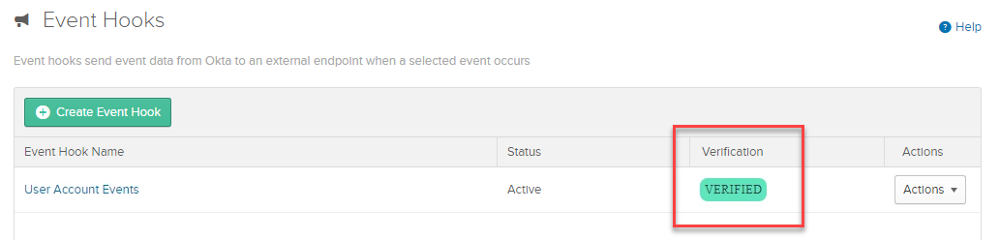 Event Hooks
Help
Event hooks send event data from Okta to an external endpoint when a selected event occurs
Create Event Hook
Event Hook Name Status Verification Actions
User Account Events Active VERIFIED Actions